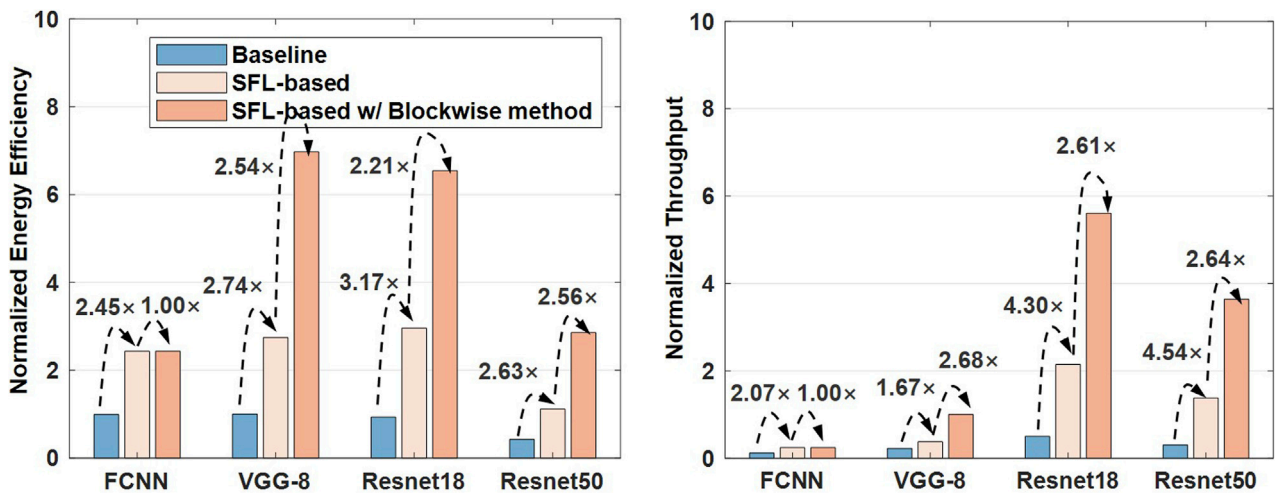 Normalized Energy Efficiency
10
8
6
4
2
0
Baseline
SFL-based
SFL-based w/ Blockwise method
2.45×
1.00×
2.74×
2.54×
3.17×
2.21×
2.63×
2.56×
FCNN
VGG-8
Resnet18
Resnet50
Normalized Throughput
10
8
6
4
2
0
2.07×
1.00×
1.67×
2.68×
4.30×
2.61×
4.54×
2.64×
FCNN
VGG-8
Resnet18
Resnet50